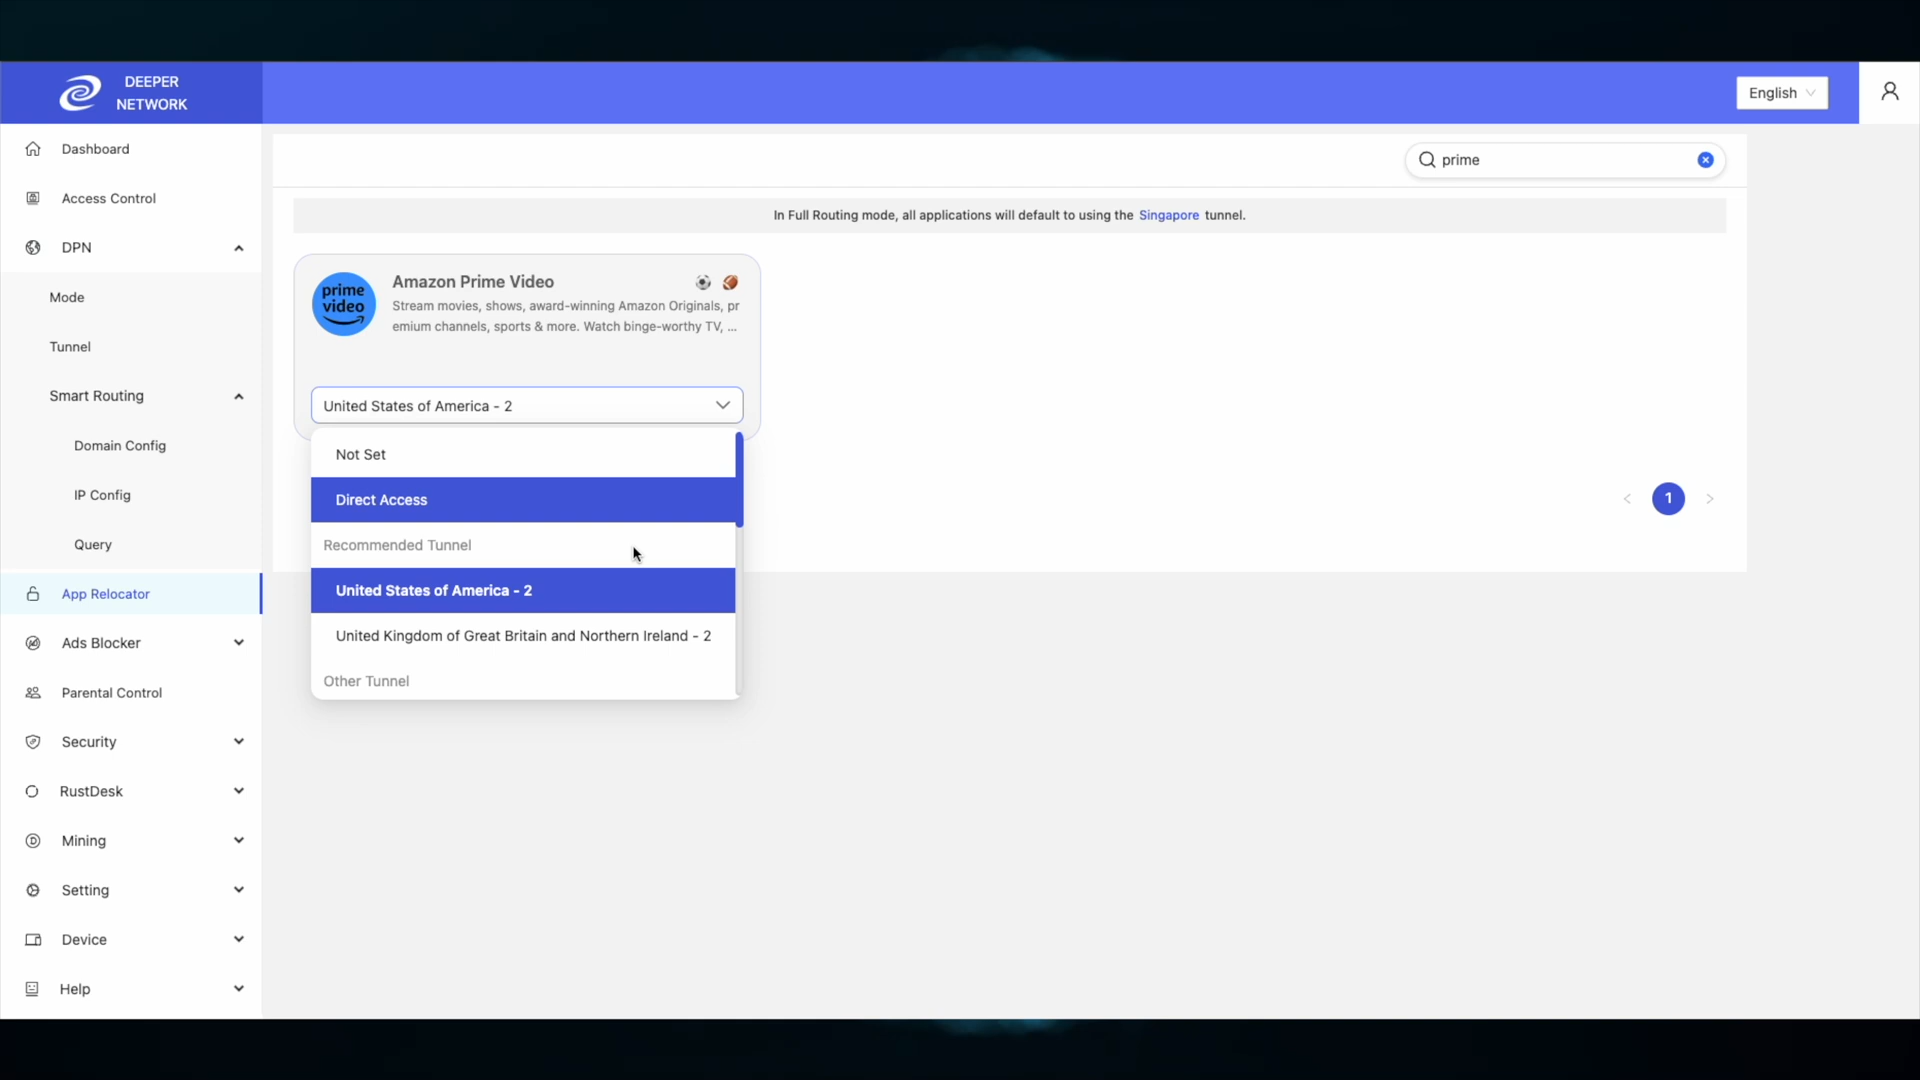 DEEPER
NETWORK
English
Dashboard
Access Control
DPN
Mode
Tunnel
Smart Routing
Domain Config
IP Config
Query
App Relocator
Ads Blocker
Parental Control
Security
RustDesk
Mining
Setting
Device
Help
prime
In Full Routing mode, all applications will default to using the Singapore tunnel.
prime
video
Amazon Prime Video
Stream movies, shows, award-winning Amazon Originals, pr
emium channels, sports & more. Watch binge-worthy TV, ...
United States of America - 2
Not Set
Direct Access
Recommended Tunnel
United States of America - 2
United Kingdom of Great Britain and Northern Ireland - 2
Other Tunnel
< 1 >